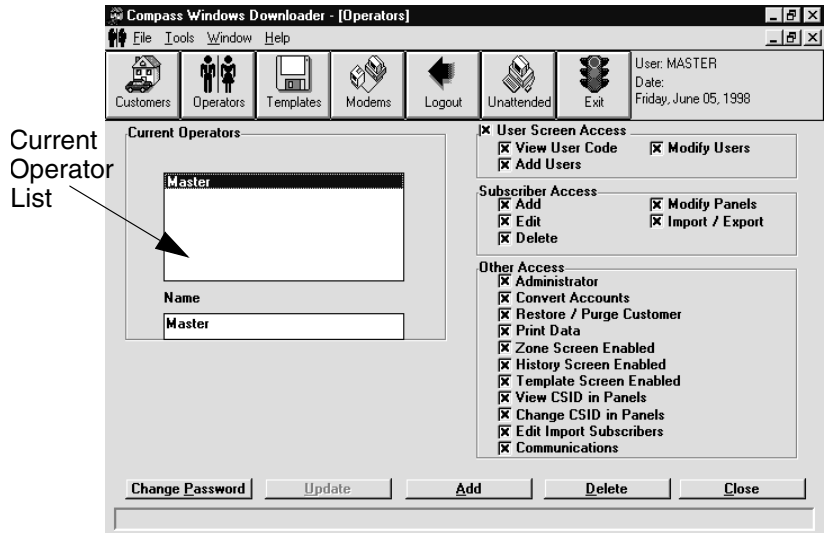 Compass Windows Downloader - [Operators]
File Tools Window Help
Customers Operators Templates Modems Logout Unattended Exit
User: MASTER
Date:
Friday, June 05, 1998
Current
Operator
List
Current Operators
Master
Name
Master
User Screen Access
View User Code Modify Users
Add Users
Subscriber Access
Add Modify Panels
Edit Import / Export
Delete
Other Access
Administrator
Convert Accounts
Restore / Purge Customer
Print Data
Zone Screen Enabled
History Screen Enabled
Template Screen Enabled
View CSID in Panels
Change CSID in Panels
Edit Import Subscribers
Communications
Change Password Update Add Delete Close